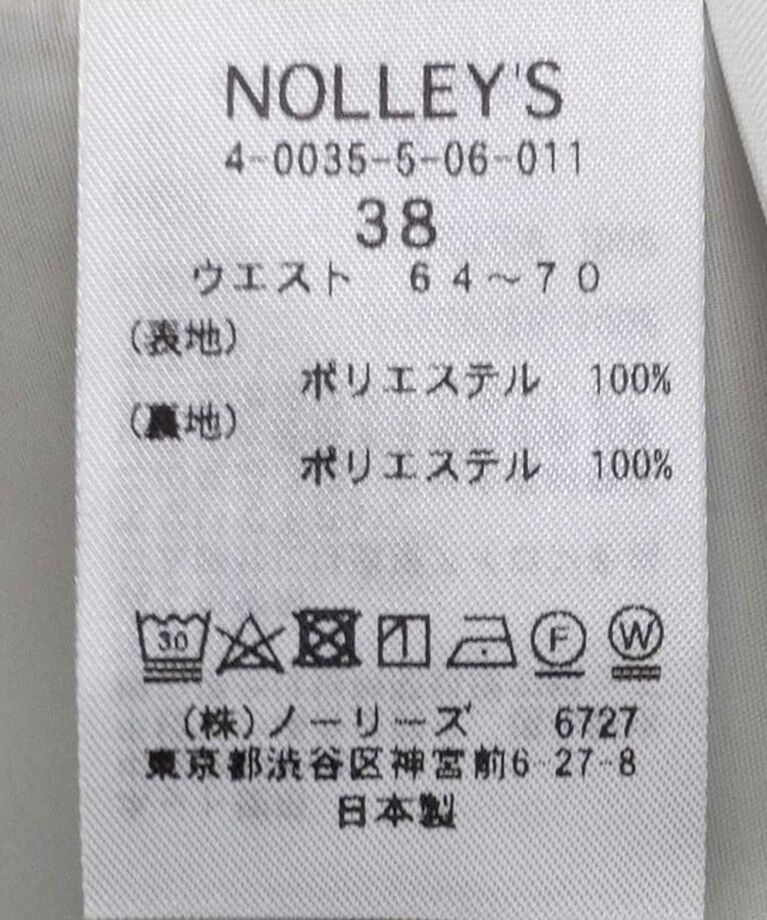 NOLLEY'S
4-0035-5-06-011
38
ウエスト 64~70
(表地)
ポリエステル 100%
(裏地)
ポリエステル 100%
30 F W
(株)ノーリーズ 6727
東京都渋谷区神宮前6-27-8
日本製